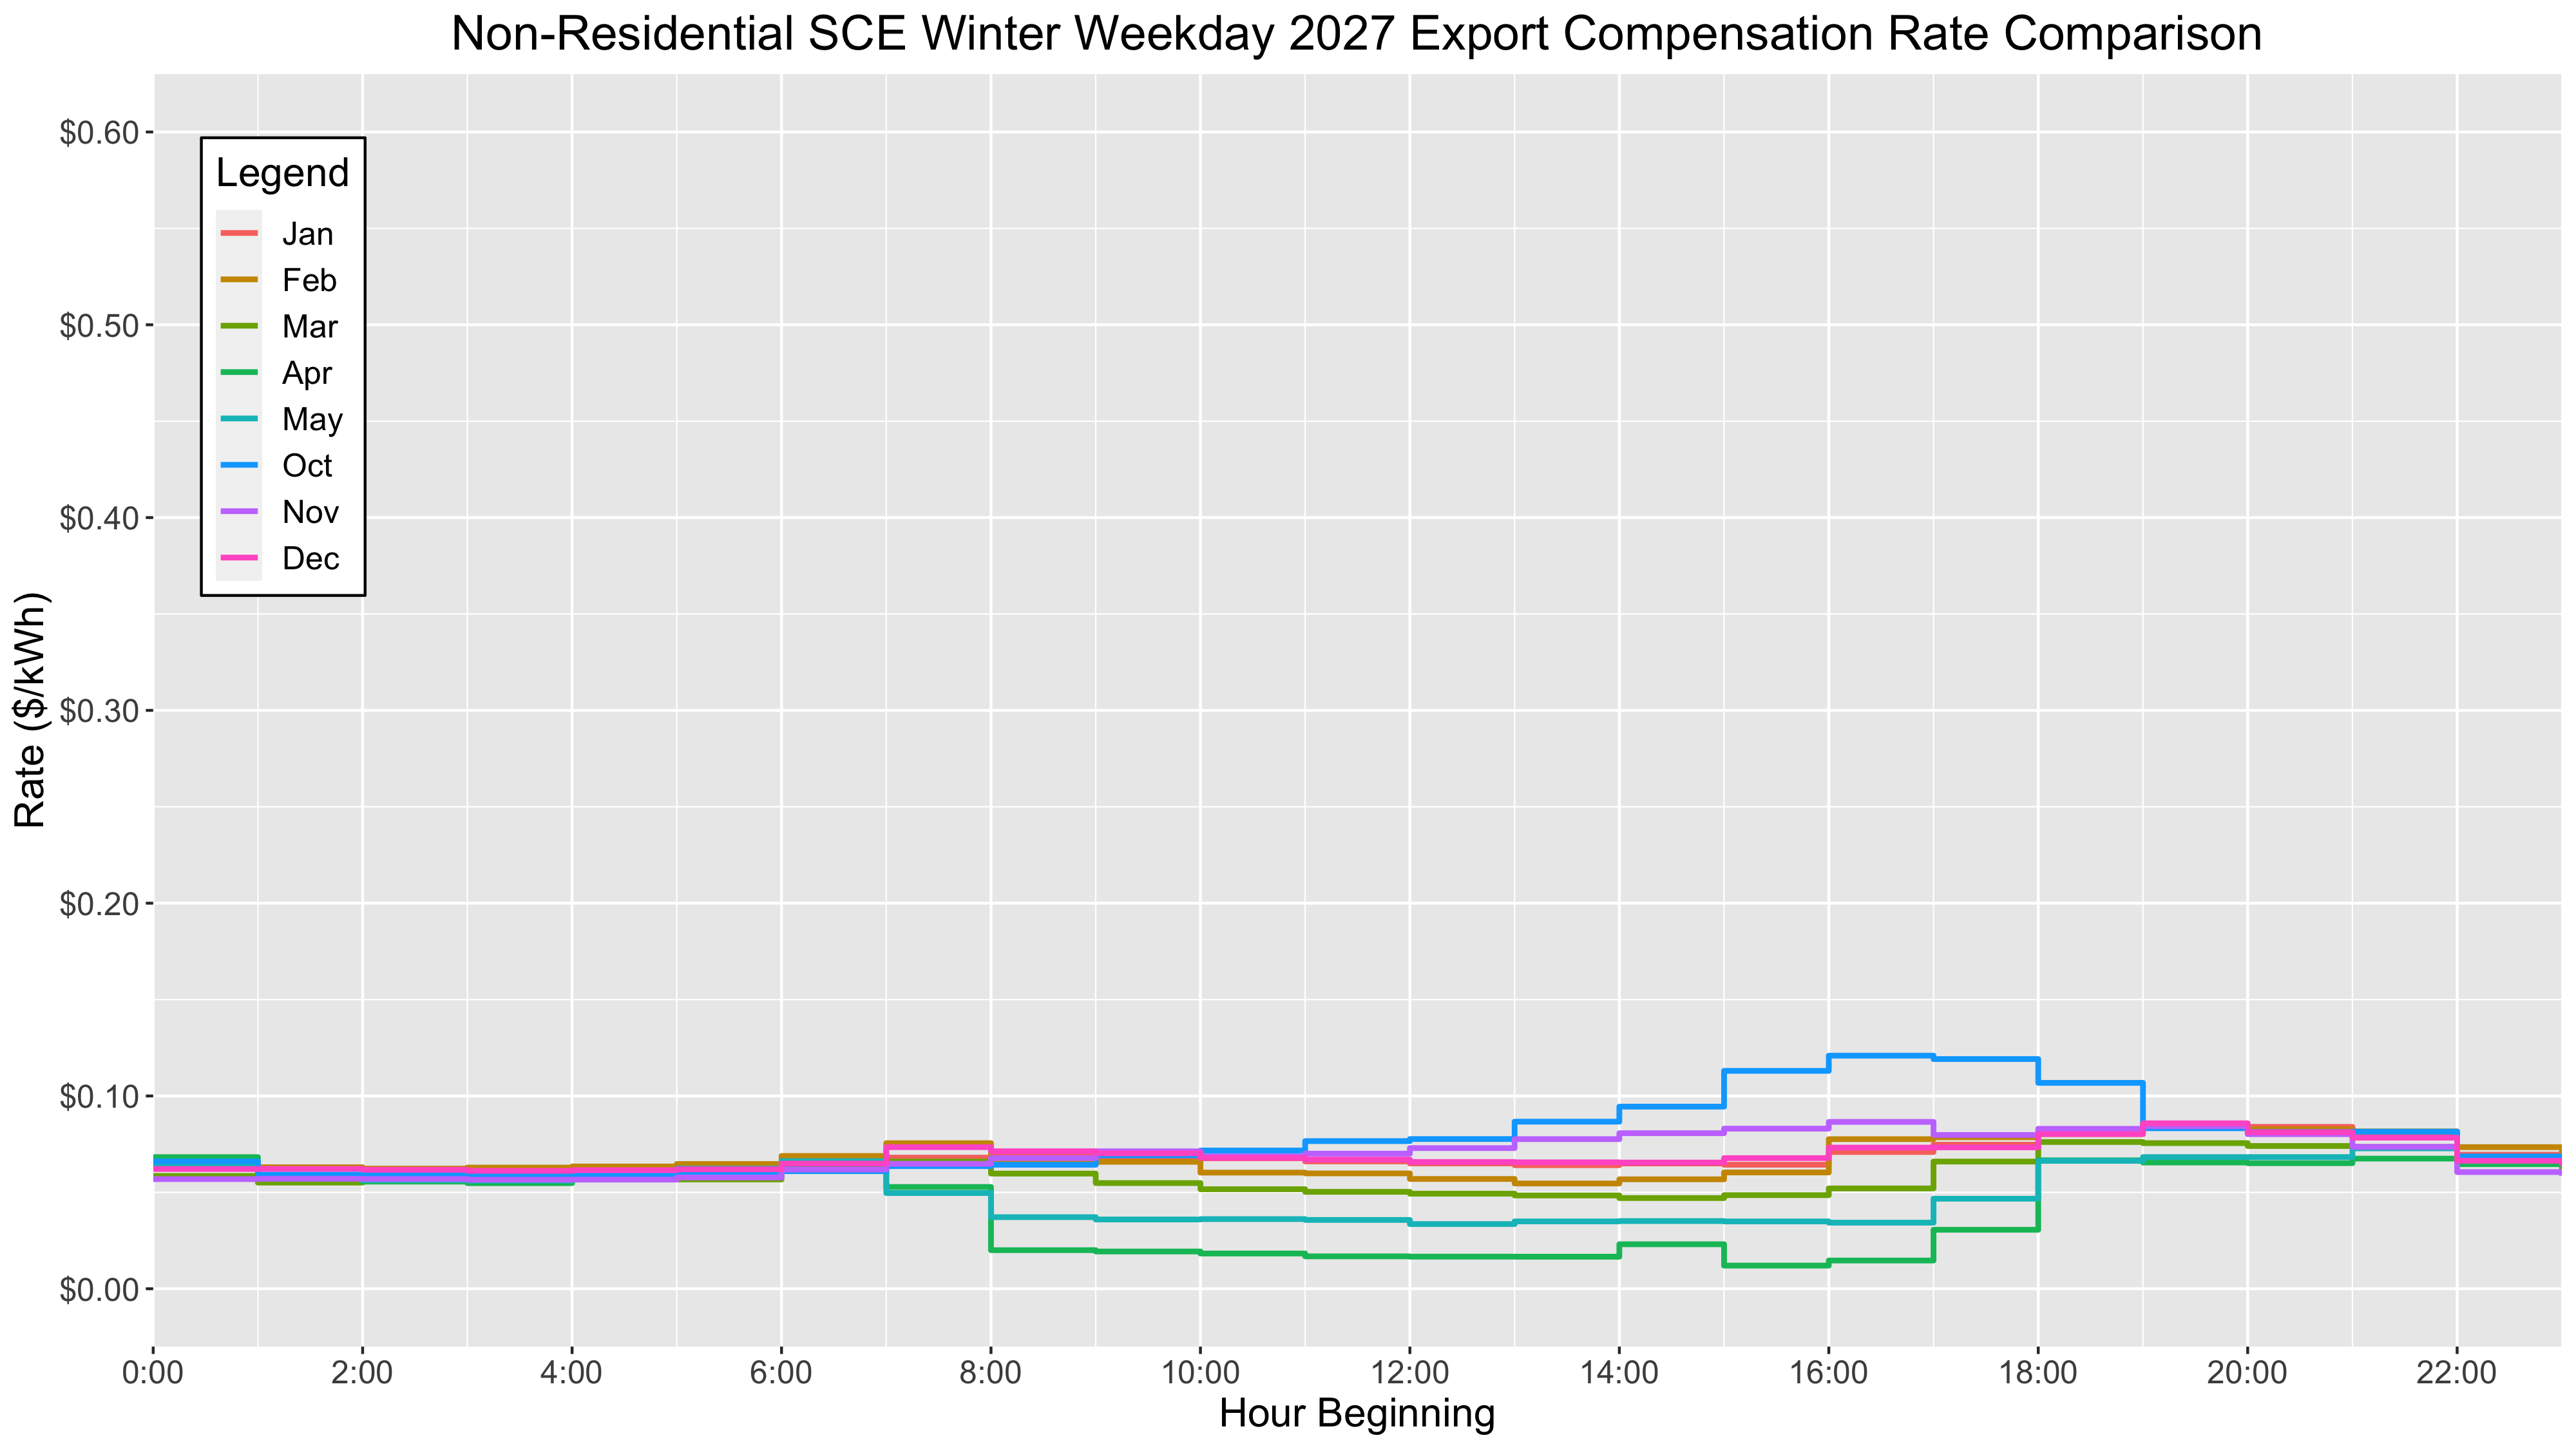 Non-Residential SCE Winter Weekday 2027 Export Compensation Rate Comparison
$0.60
$0.50
$0.40
$0.30
$0.20
$0.10
$0.00
Rate ($/kWh)
Legend
Jan
Feb
Mar
Apr
May
Oct
Nov
Dec
0:00 2:00 4:00 6:00 8:00 10:00 12:00 14:00 16:00 18:00 20:00 22:00
Hour Beginning